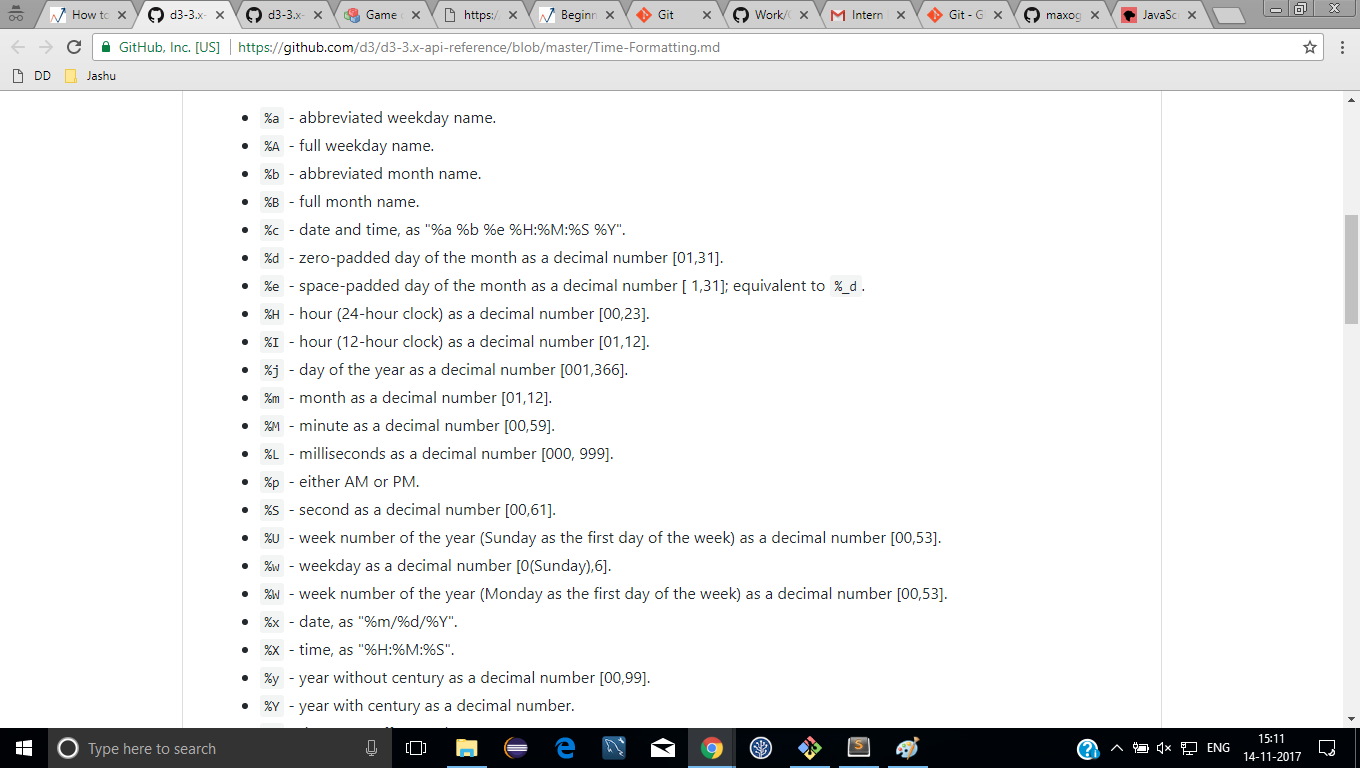 How to
d3-3.x-
d3-3.x-
Game
https:/
Beginn
Git
Work/
Intern
Git - G
maxog
JavaSc
GitHub, Inc. [US]
https://github.com/d3/d3-3.x-api-reference/blob/master/Time-Formatting.md
DD
Jashu
%a - abbreviated weekday name.
%A - full weekday name.
%b - abbreviated month name.
%B - full month name.
%c - date and time, as "%a %b %e %H:%M:%S %Y".
%d - zero-padded day of the month as a decimal number [01,31].
%e - space-padded day of the month as a decimal number [ 1,31]; equivalent to %_d.
%H - hour (24-hour clock) as a decimal number [00,23].
%I - hour (12-hour clock) as a decimal number [01,12].
%j - day of the year as a decimal number [001,366].
%m - month as a decimal number [01,12].
%M - minute as a decimal number [00,59].
%L - milliseconds as a decimal number [000, 999].
%p - either AM or PM.
%S - second as a decimal number [00,61].
%U - week number of the year (Sunday as the first day of the week) as a decimal number [00,53].
%w - weekday as a decimal number [0(Sunday),6].
%W - week number of the year (Monday as the first day of the week) as a decimal number [00,53].
%x - date, as "%m/%d/%Y".
%X - time, as "%H:%M:%S".
%y - year without century as a decimal number [00,99].
%Y - year with century as a decimal number.
Type here to search
ENG
15:11
14-11-2017